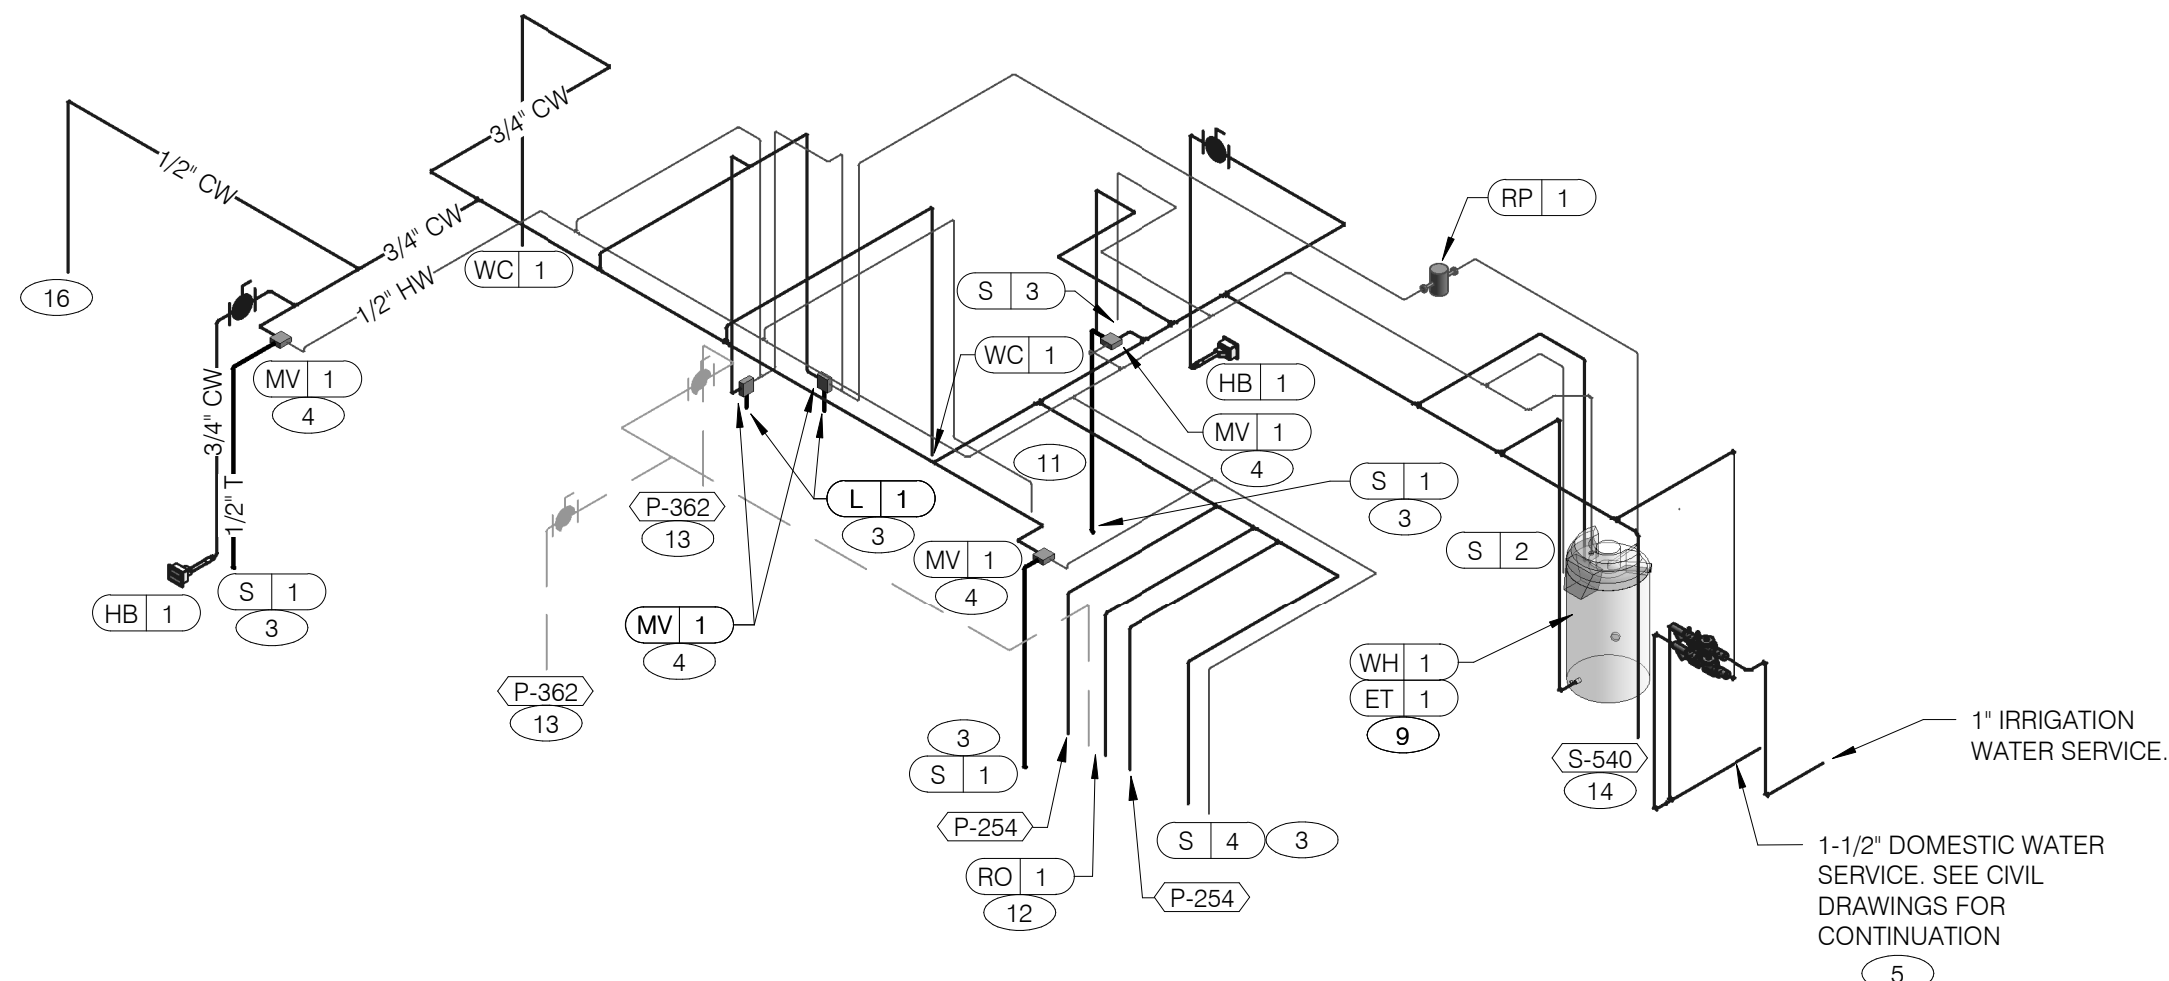 3/4" CW
1/2" CW
RP 1
3/4" CW
WC 1
16
1/2" HW
S 3
WC 1
MV 1
4
HB 1
3/4" CW
MV 1
4
11
1/2" T
P-362
13
L 1
3
S 1
3
S 2
MV 1
4
HB 1
S 1
3
MV 1
4
WH 1
ET 1
9
P-362
13
3
S 1
1" IRRIGATION
WATER SERVICE.
S-540
14
P-254
S 4 3
RO 1
12
P-254
1-1/2" DOMESTIC WATER
SERVICE. SEE CIVIL
DRAWINGS FOR
CONTINUATION
5